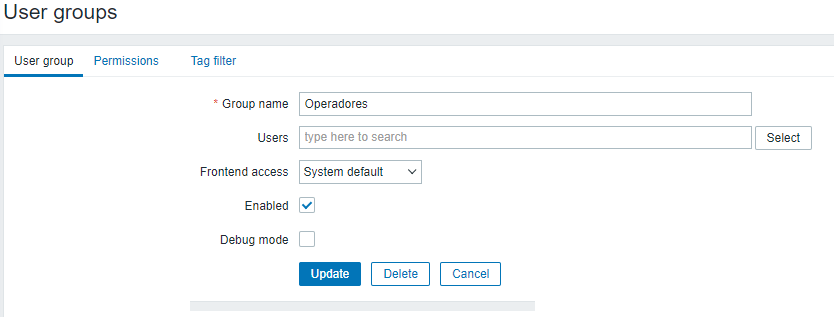 User groups
User group Permissions Tag filter
* Group name Operadores
Users type here to search Select
Frontend access System default
Enabled
Debug mode
Update Delete Cancel